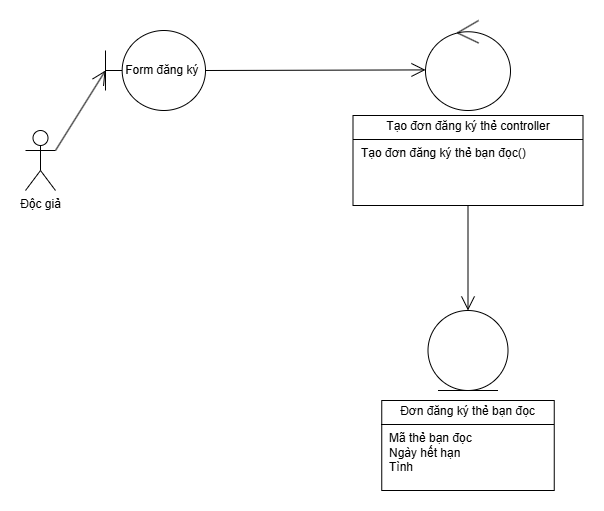 Form đăng ký
Độc giả
Tạo đơn đăng ký thẻ controller
Tạo đơn đăng ký thẻ bạn đọc()
Đơn đăng ký thẻ bạn đọc
Mã thẻ bạn đọc
Ngày hết hạn
Tình